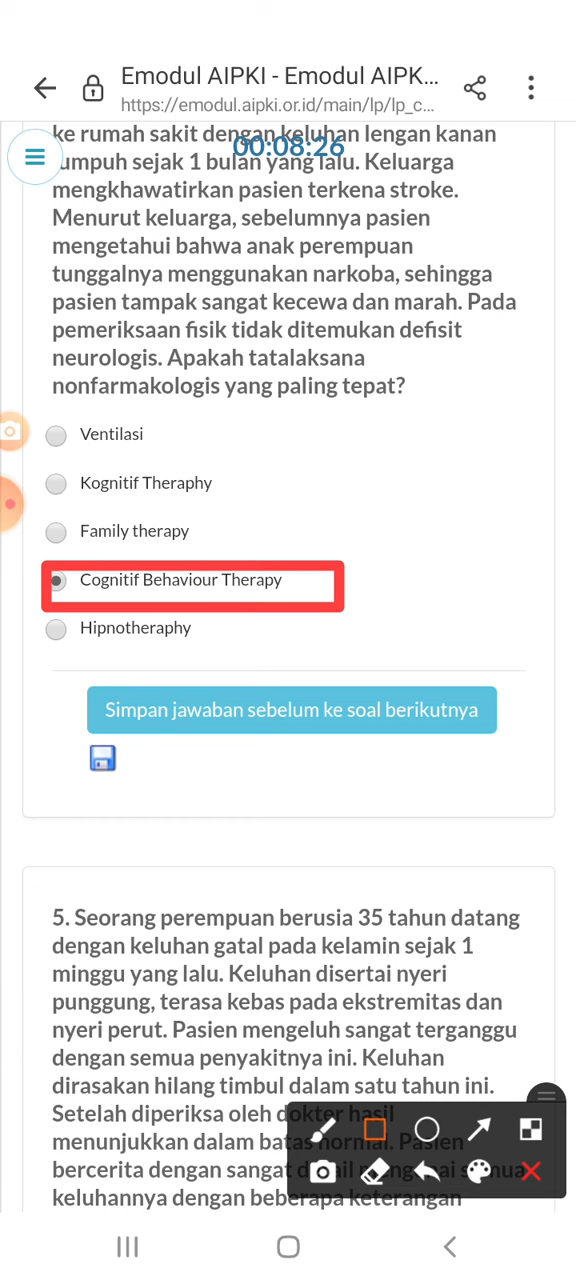 Emodul AIPKI - Emodul AIPK...
https://emodul.aipki.or.id/main/lp/lp_c...
ke rumah sakit dengan keluhan lengan kanan
00:08:26
lumpuh sejak 1 bulan yang lalu. Keluarga
mengkhawatirkan pasien terkena stroke.
Menurut keluarga, sebelumnya pasien
mengetahui bahwa anak perempuan
tunggalnya menggunakan narkoba, sehingga
pasien tampak sangat kecewa dan marah. Pada
pemeriksaan fisik tidak ditemukan defisit
neurologis. Apakah tatalaksana
nonfarmakologis yang paling tepat?
Ventilasi
Kognitif Theraphy
Family therapy
Cognitif Behaviour Therapy
Hipnotheraphy
Simpan jawaban sebelum ke soal berikutnya
5. Seorang perempuan berusia 35 tahun datang
dengan keluhan gatal pada kelamin sejak 1
minggu yang lalu. Keluhan disertai nyeri
punggung, terasa kebas pada ekstremitas dan
nyeri perut. Pasien mengeluh sangat terganggu
dengan semua penyakitnya ini. Keluhan
dirasakan hilang timbul dalam satu tahun ini.
Setelah diperiksa oleh dokter hasil
menunjukkan dalam batas normal. Pasien
bercerita dengan sangat detail mengenai semua
keluhannya dengan beberapa keterangan